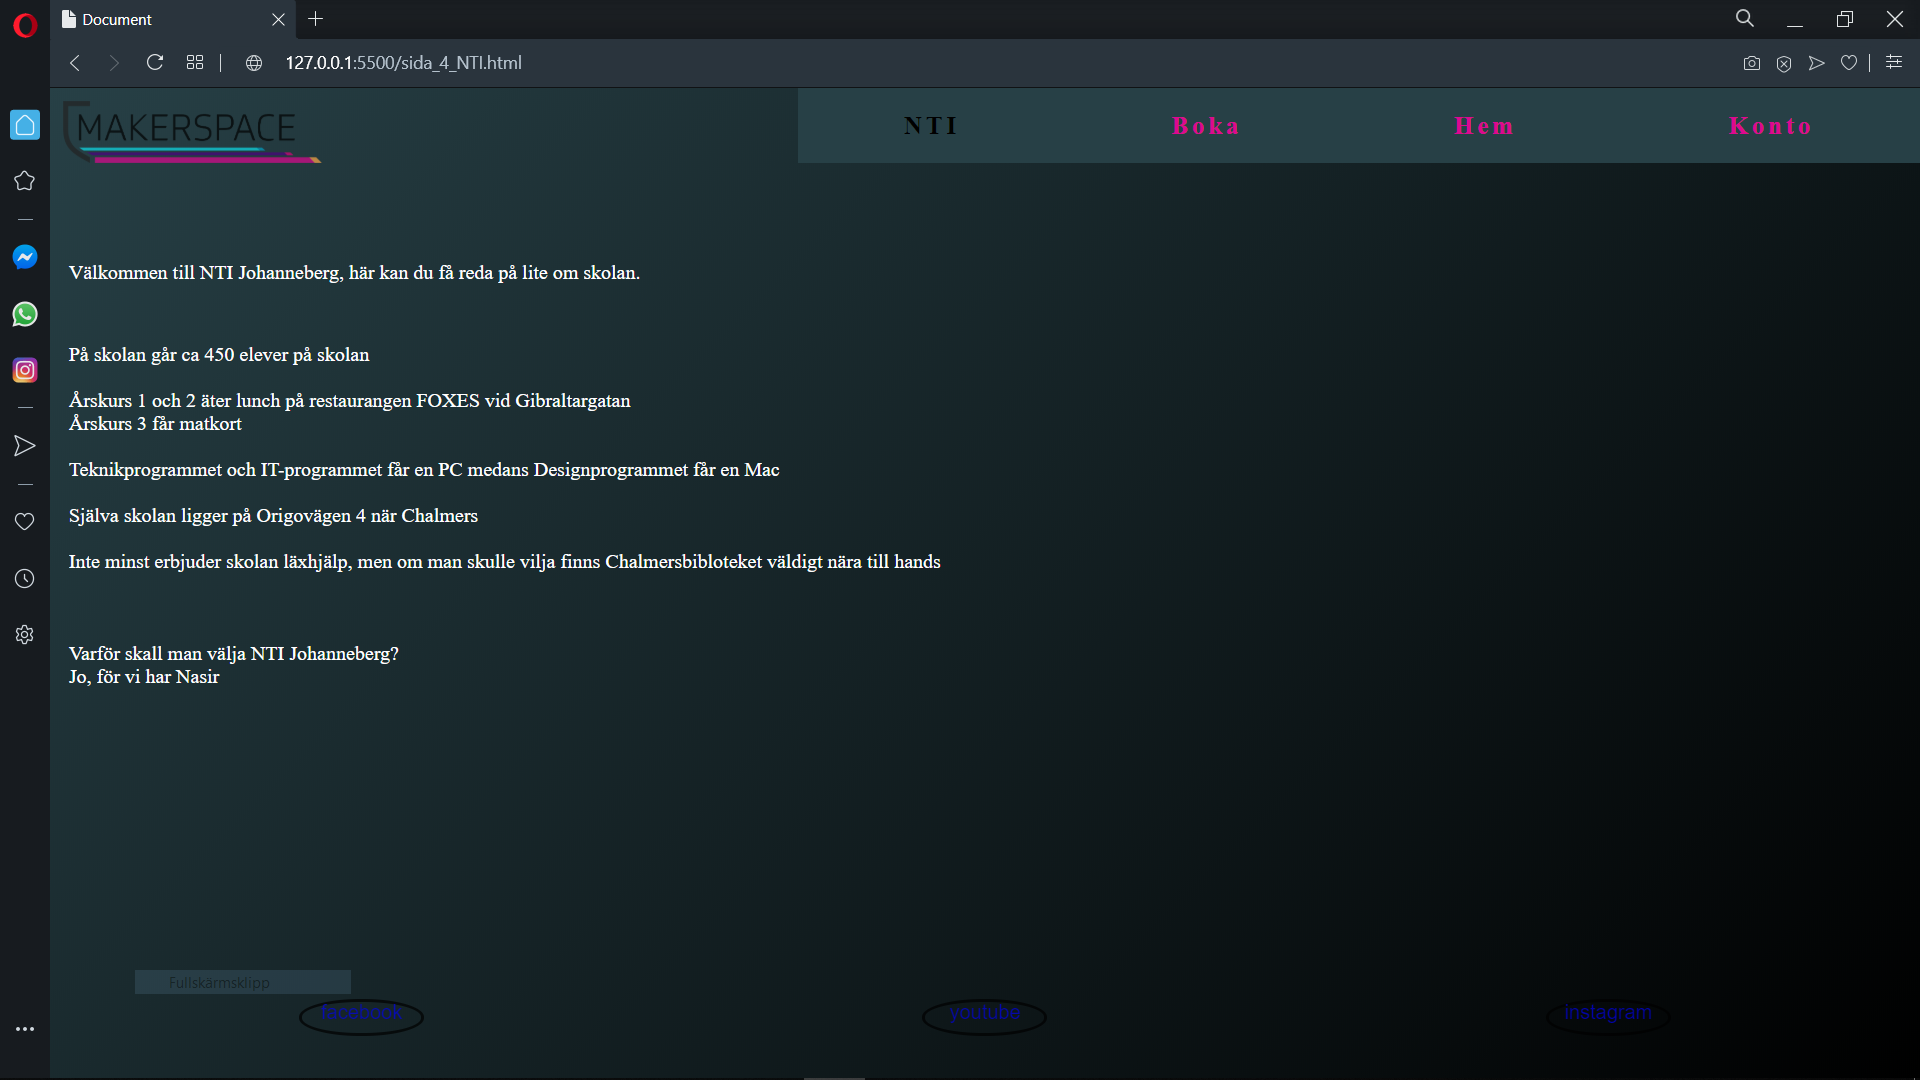 Document
127.0.0.1:5500/sida_4_NTI.html
MAKERSPACE
NTI Boka Hem Konto
Välkommen till NTI Johanneberg, här kan du få reda på lite om skolan.
På skolan går ca 450 elever på skolan
Årskurs 1 och 2 äter lunch på restaurangen FOXES vid Gibraltargatan
Årskurs 3 får matkort
Teknikprogrammet och IT-programmet får en PC medans Designprogrammet får en Mac
Själva skolan ligger på Origovägen 4 när Chalmers
Inte minst erbjuder skolan läxhjälp, men om man skulle vilja finns Chalmersbibloteket väldigt nära till hands
Varför skall man välja NTI Johanneberg?
Jo, för vi har Nasir
Fullskärmsklipp
facebook youtube instagram